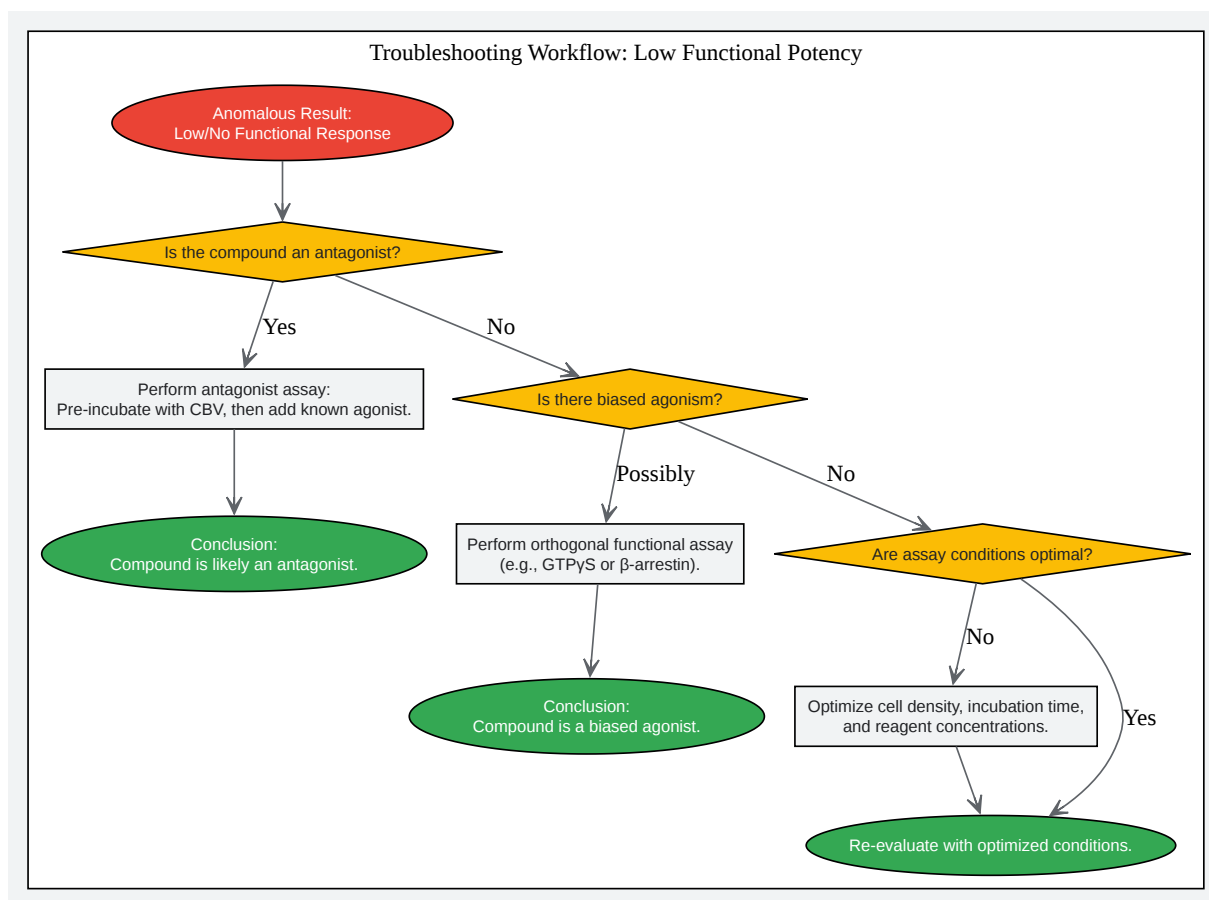 Troubleshooting Workflow: Low Functional Potency
Anomalous Result:
Low/No Functional Response
Is the compound an antagonist?
Yes
No
Perform antagonist assay:
Pre-incubate with CBV, then add known agonist.
Is there biased agonism?
Possibly
No
Conclusion:
Compound is likely an antagonist.
Perform orthogonal functional assay
(e.g., GTPγS or β-arrestin).
Are assay conditions optimal?
No
Yes
Conclusion:
Compound is a biased agonist.
Optimize cell density, incubation time,
and reagent concentrations.
Re-evaluate with optimized conditions.